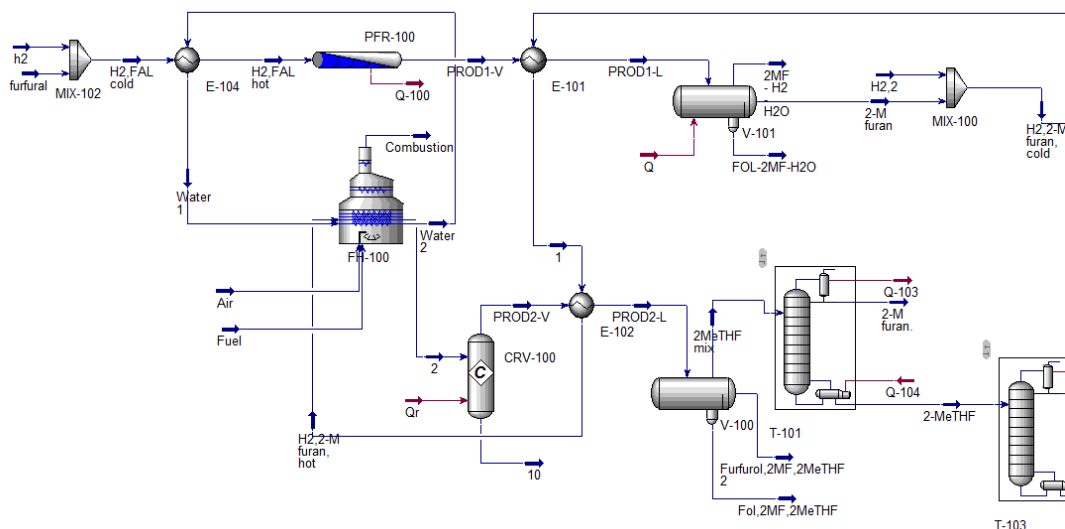 h2
furfural
MIX-102
H2,FAL
cold
E-104
H2,FAL
hot
PFR-100
Q-100
PROD1-V
E-101
PROD1-L
2MF
- H2
-
H2O
V-101
Q
FOL-2MF-H2O
H2,2
2-M
furan
MIX-100
H2,2-M
furan,
cold
Combustion
Water
1
Water
2
FH-100
Air
Fuel
2
CRV-100
C
Qr
10
H2,2-M
furan,
hot
PROD2-V
1
E-102
PROD2-L
2MeTHF
mix
V-100
Furfurol,2MF,2MeTHF
2
Fol,2MF,2MeTHF
T-101
Q-103
2-M
furan.
Q-104
2-MeTHF
T-103